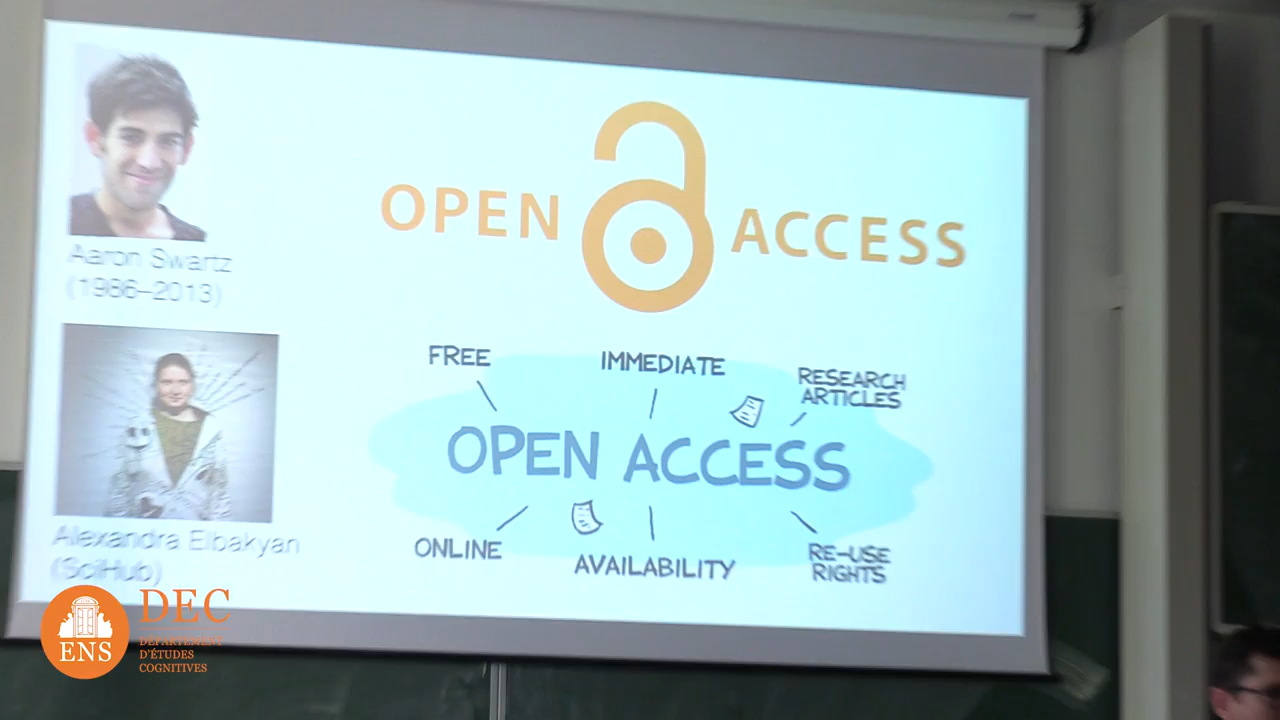 Aaron Swartz
(1986–2013)
Alexandra Elbakyan
(SciHub)
OPEN ACCESS
FREE
IMMEDIATE
RESEARCH
ARTICLES
OPEN ACCESS
ONLINE
AVAILABILITY
RE-USE
RIGHTS
ENS
DEC
DÉPARTEMENT
D'ÉTUDES
COGNITIVES